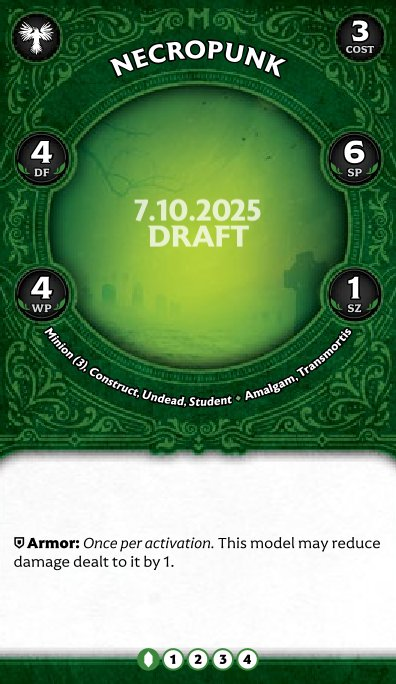 3
COST
NECROPUNK
4
DF
6
SP
7.10.2025
DRAFT
4
WP
1
SZ
Minion (3), Construct, Undead, Student • Amalgam, Transmortis
Armor: Once per activation. This model may reduce
damage dealt to it by 1.
1 2 3 4